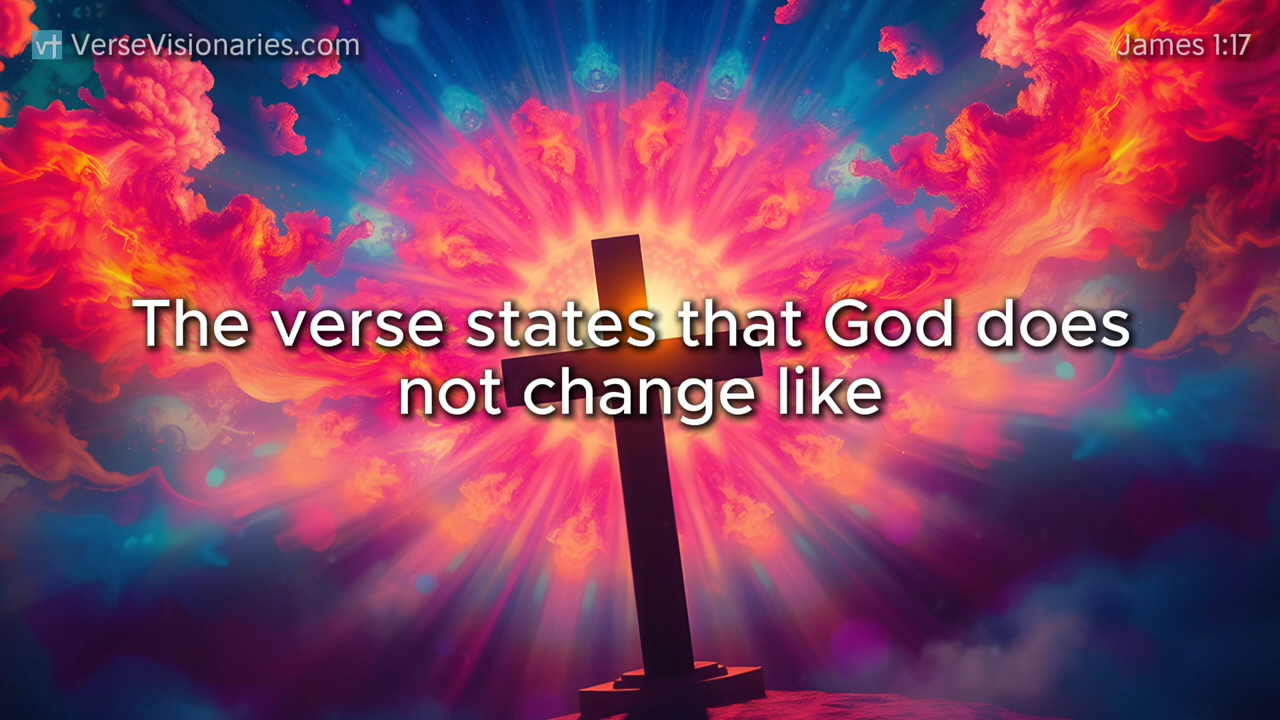 VerseVisionaries.com
James 1:17
The verse states that God does
not change like